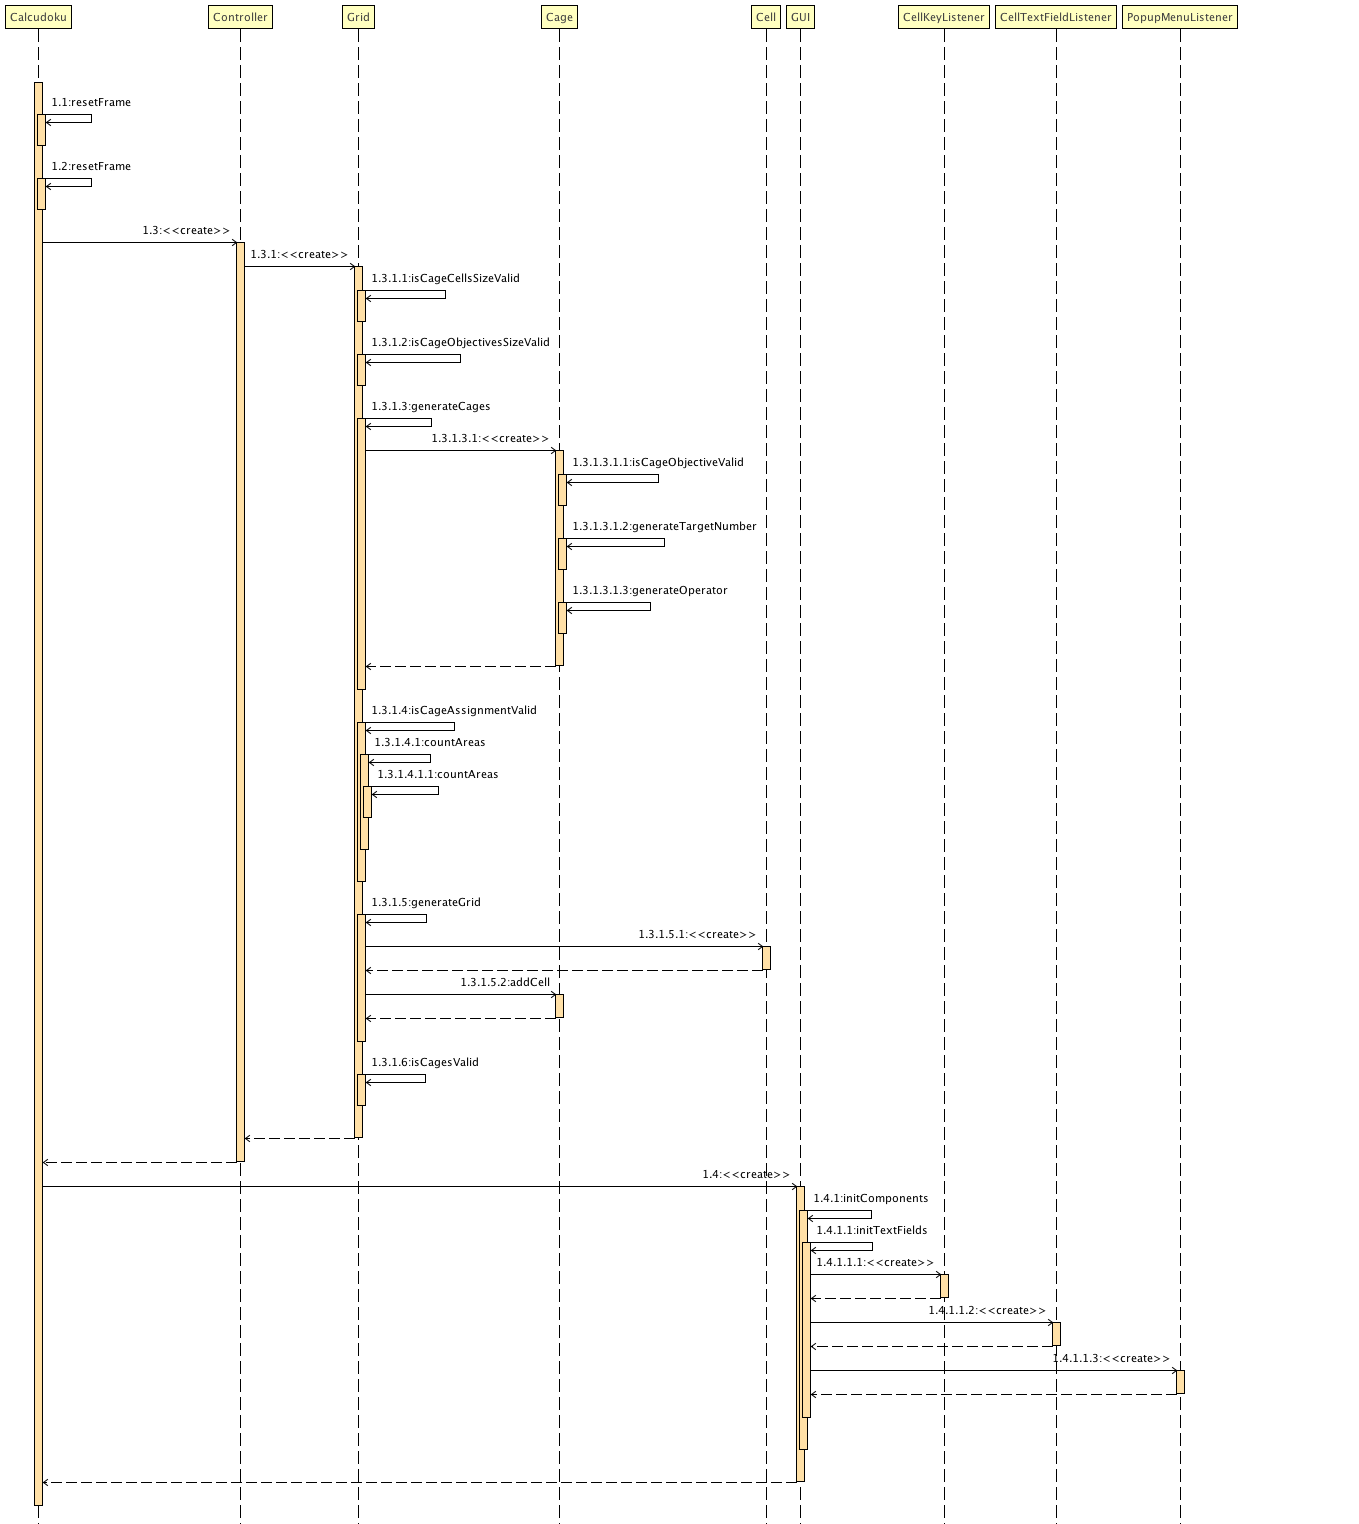 Calcudoku
Controller
Grid
Cage
Cell
GUI
CellKeyListener
CellTextFieldListener
PopupMenuListener
1.1:resetFrame
1.2:resetFrame
1.3:<<create>>
1.3.1:<<create>>
1.3.1.1:isCageCellsSizeValid
1.3.1.2:isCageObjectivesSizeValid
1.3.1.3:generateCages
1.3.1.3.1:<<create>>
1.3.1.3.1.1:isCageObjectiveValid
1.3.1.3.1.2:generateTargetNumber
1.3.1.3.1.3:generateOperator
1.3.1.4:isCageAssignmentValid
1.3.1.4.1:countAreas
1.3.1.4.1.1:countAreas
1.3.1.5:generateGrid
1.3.1.5.1:<<create>>
1.3.1.5.2:addCell
1.3.1.6:isCagesValid
1.4:<<create>>
1.4.1:initComponents
1.4.1.1:initTextFields
1.4.1.1.1:<<create>>
1.4.1.1.2:<<create>>
1.4.1.1.3:<<create>>